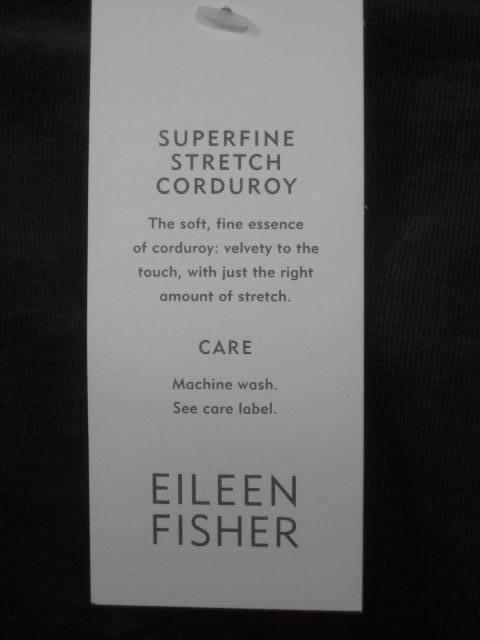 SUPERFINE
STRETCH
CORDUROY
The soft, fine essence
of corduroy: velvety to the
touch, with just the right
amount of stretch.
CARE
Machine wash.
See care label.
EILEEN
FISHER